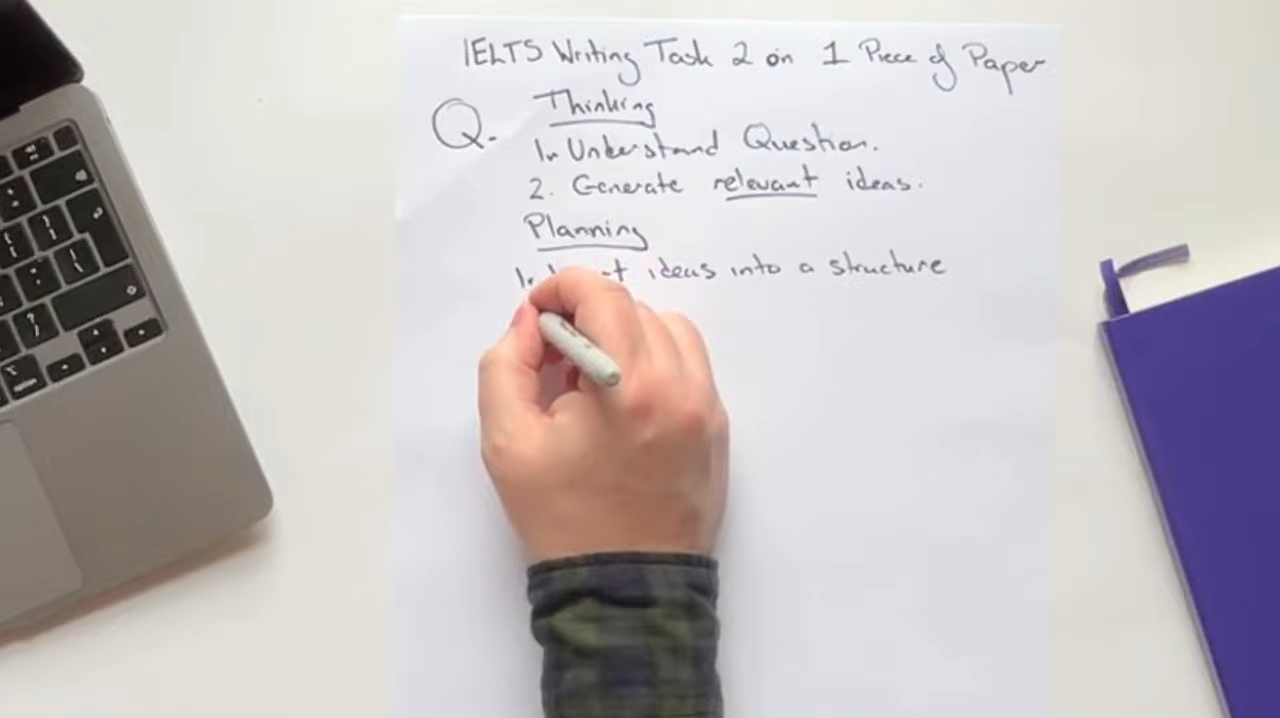 IELTS Writing Task 2 on 1 Piece of Paper
Thinking
Q.
1. Understand Question.
2. Generate relevant ideas.
Planning
1. ideas into a structure
option